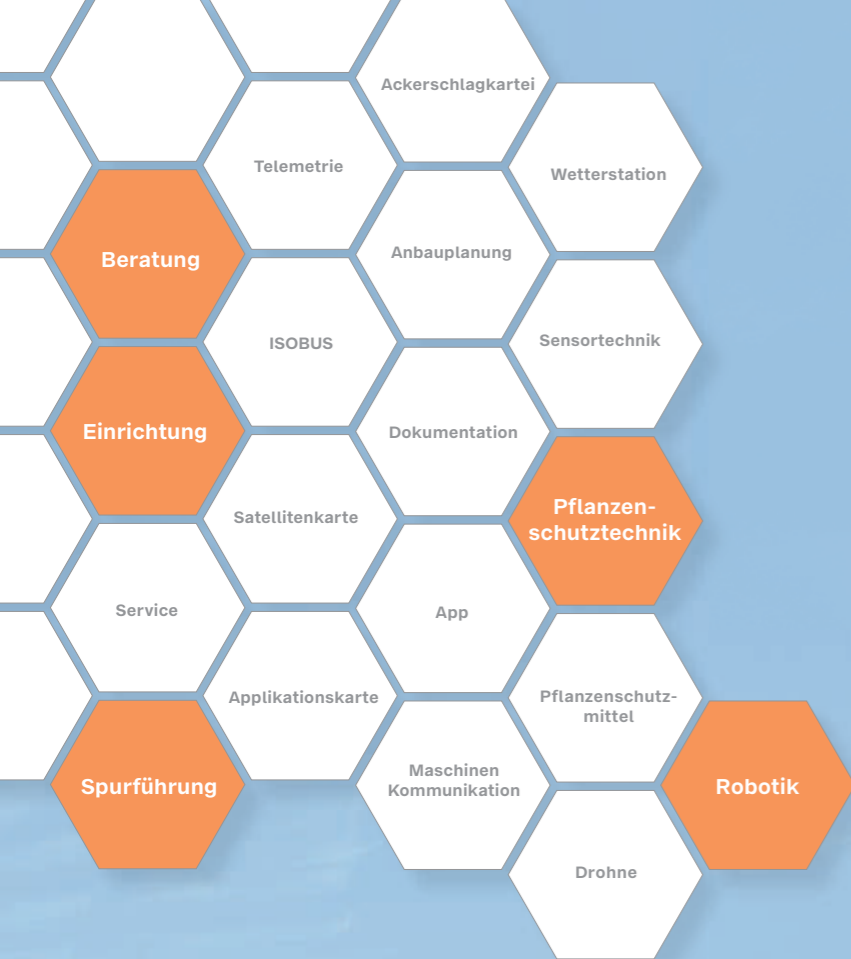 Ackerschlagkartei
Telemetrie
Wetterstation
Beratung
Anbauplanung
ISOBUS
Sensortechnik
Einrichtung
Dokumentation
Pflanzen-
schutztechnik
Satellitenkarte
Service
App
Applikationskarte
Pflanzenschutz-
mittel
Maschinen
Kommunikation
Spurführung
Robotik
Drohne